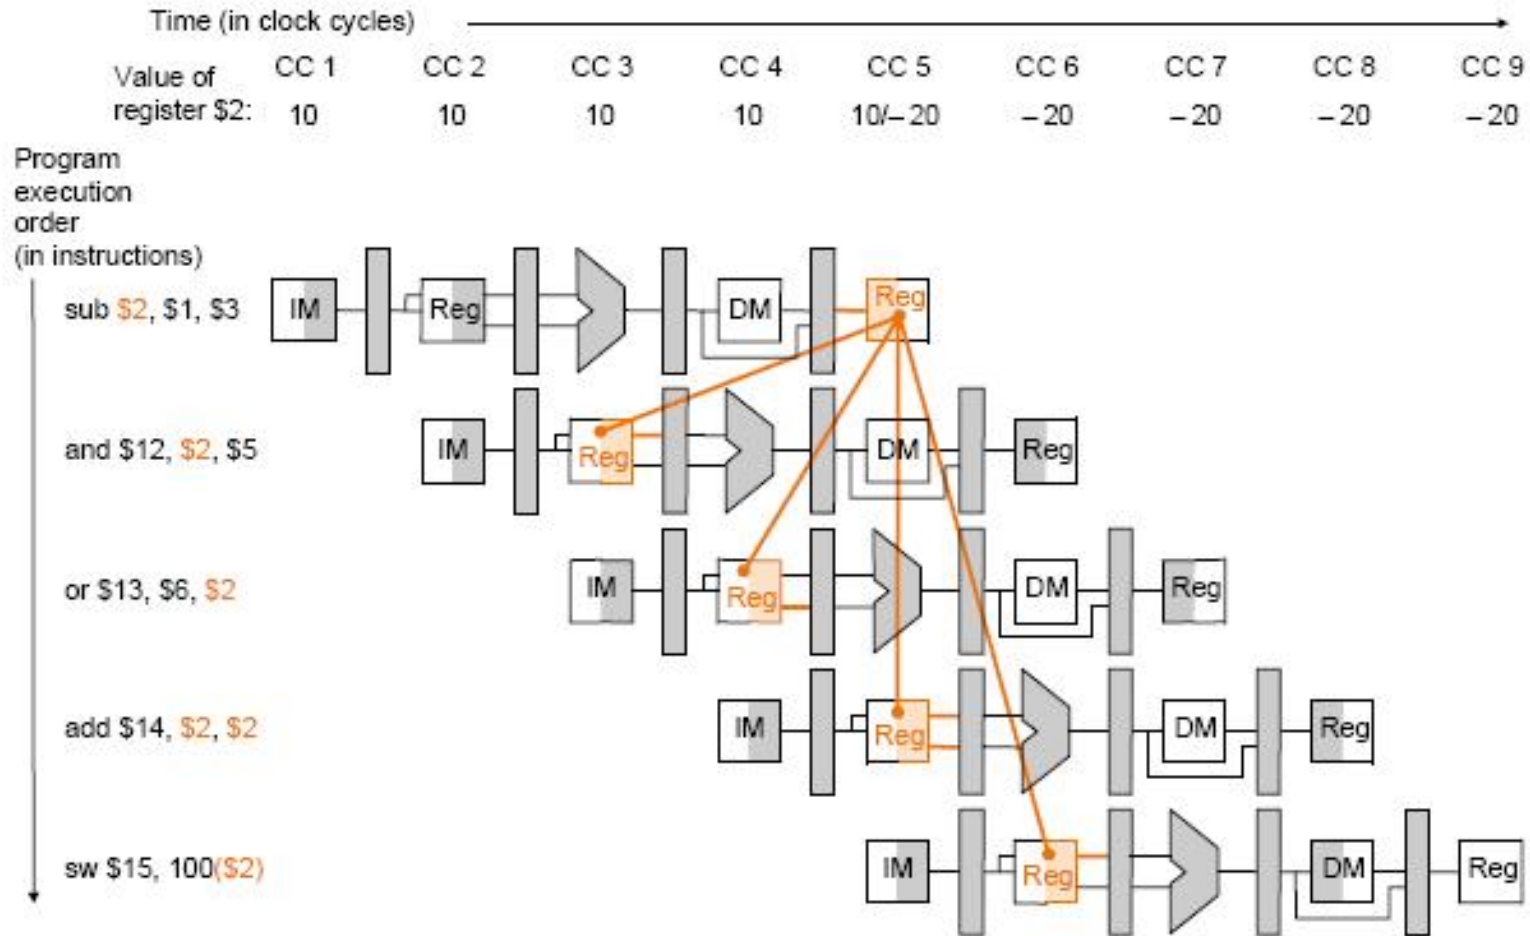 Time (in clock cycles)
Value of register $2:
CC 1 CC 2 CC 3 CC 4 CC 5 CC 6 CC 7 CC 8 CC 9
10 10 10 10 10/–20 –20 –20 –20 –20
Program
execution
order
(in instructions)
sub $2, $1, $3
IM Reg DM Reg
and $12, $2, $5
IM Reg DM Reg
or $13, $6, $2
IM Reg DM Reg
add $14, $2, $2
IM Reg DM Reg
sw $15, 100($2)
IM Reg DM Reg